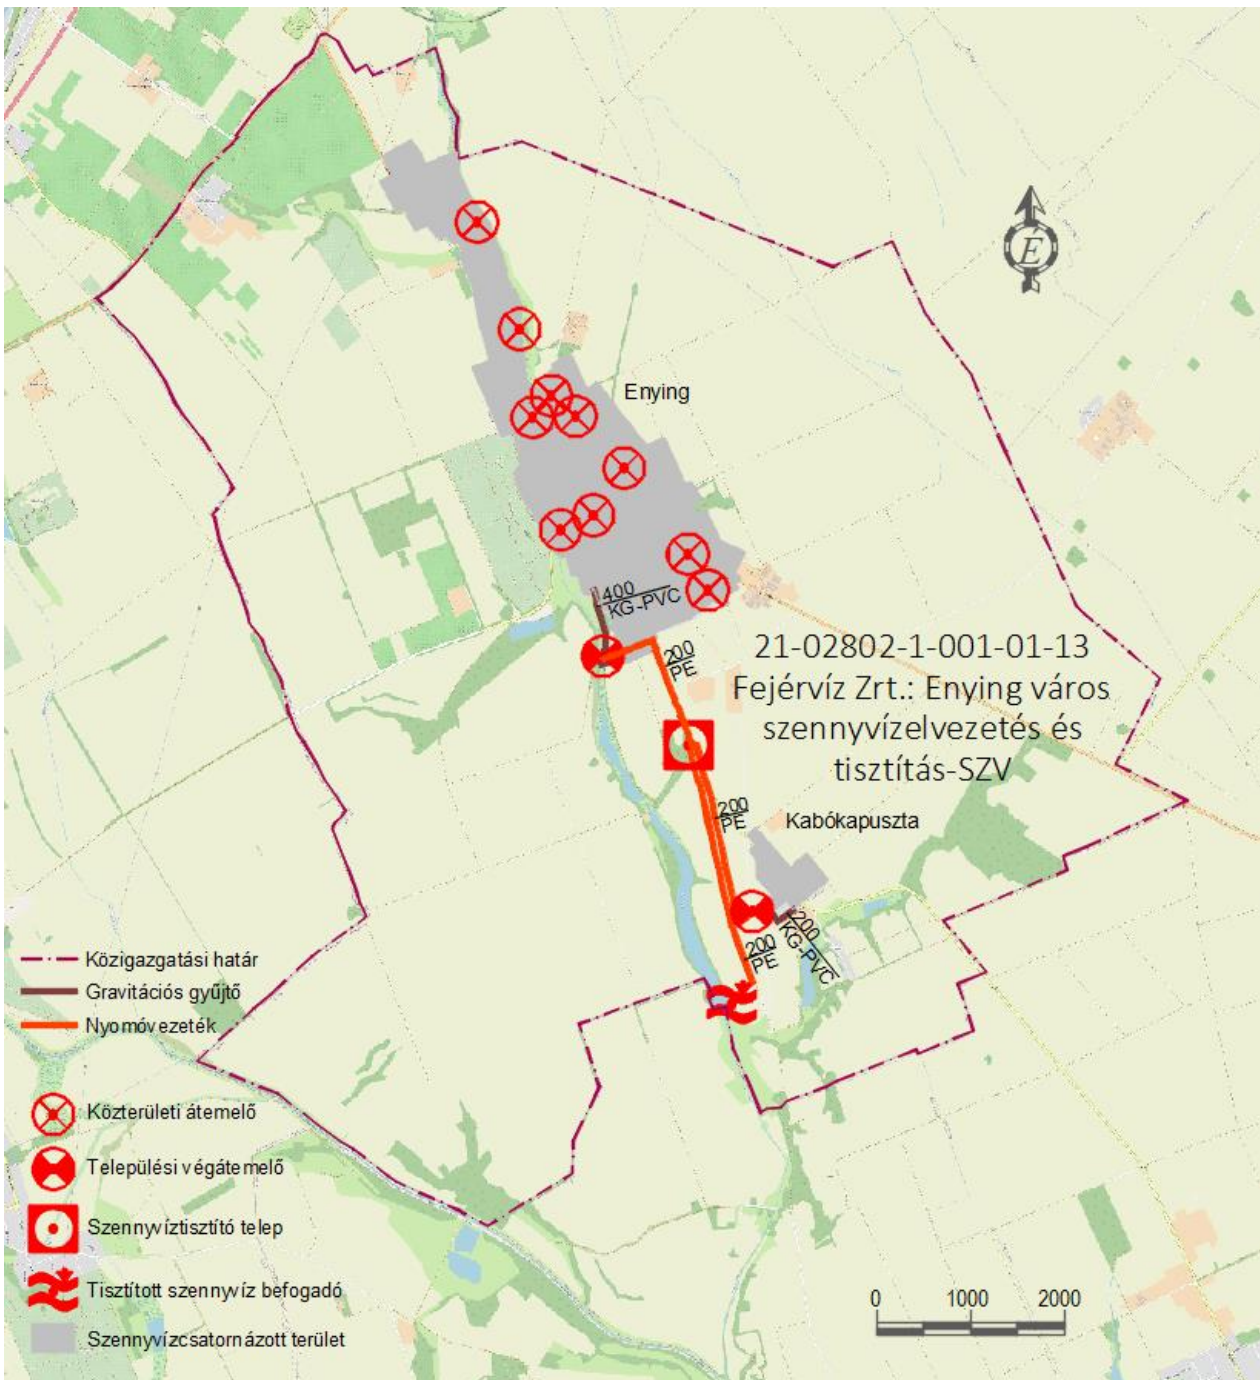 É
Enying
400
KG-PVC
200
PE
21-02802-1-001-01-13
Fejérvíz Zrt.: Enying város
szennyvízelvezetés és
tisztítás-SZV
200
PE
Kabókapuszta
200
KG-PVC
200
PE
Közigazgatási határ
Gravitációs gyűjtő
Nyomóvezeték
Közterületi átemelő
Települési végátemelő
Szennyvíztisztító telep
Tisztított szennyvíz befogadó
Szennyvízcsatornázott terület
0 1000 2000